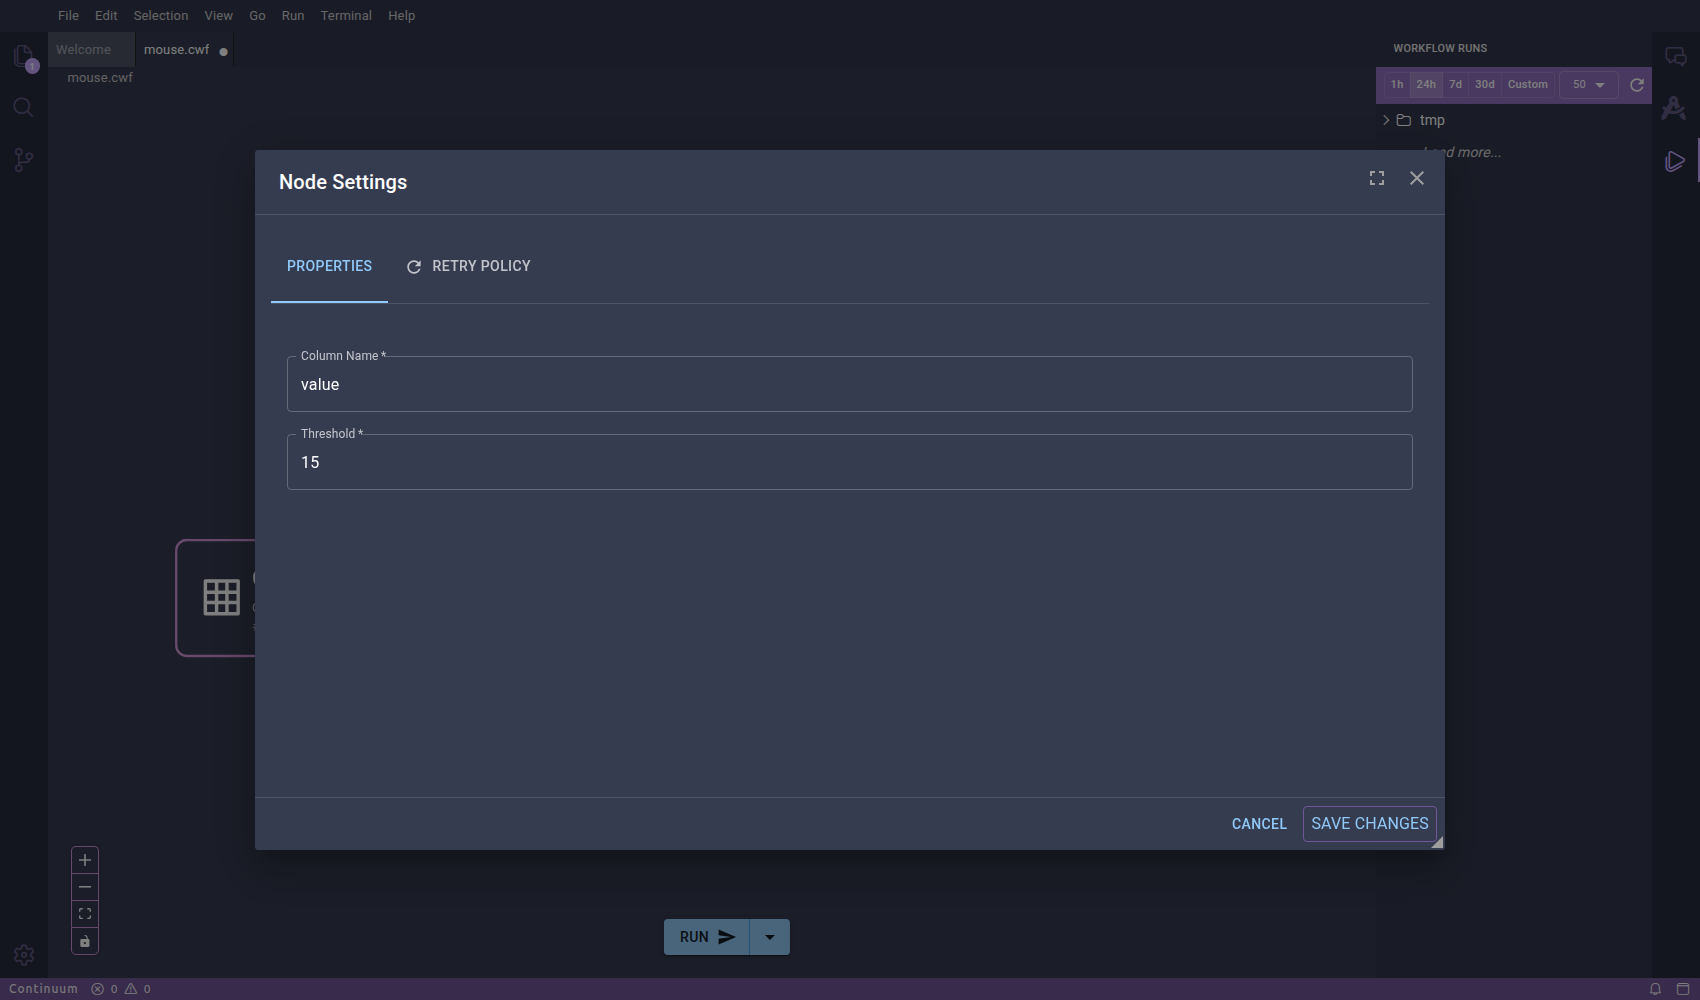 File Edit Selection View Go Run Terminal Help
Welcome mouse.cwf
mouse.cwf
1
WORKFLOW RUNS
1h 24h 7d 30d Custom 50
tmp
more...
Node Settings
PROPERTIES RETRY POLICY
Column Name *
value
Threshold *
15
CANCEL SAVE CHANGES
RUN
Continuum 0 0